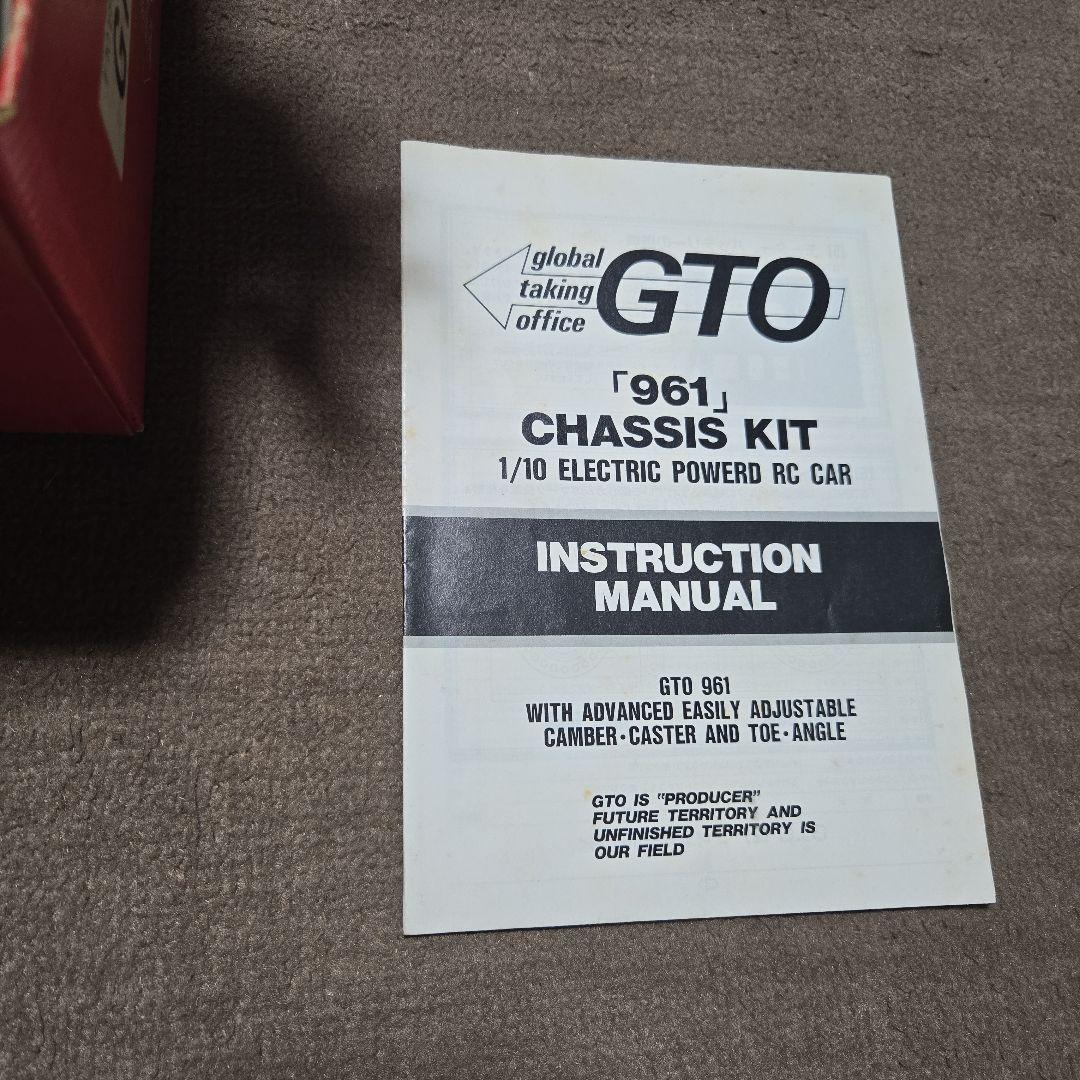 global
taking
office
GTO
「961」
CHASSIS KIT
1/10 ELECTRIC POWERD RC CAR
INSTRUCTION
MANUAL
GTO 961
WITH ADVANCED EASILY ADJUSTABLE
CAMBER・CASTER AND TOE・ANGLE
GTO IS "PRODUCER"
FUTURE TERRITORY AND
UNFINISHED TERRITORY IS
OUR FIELD